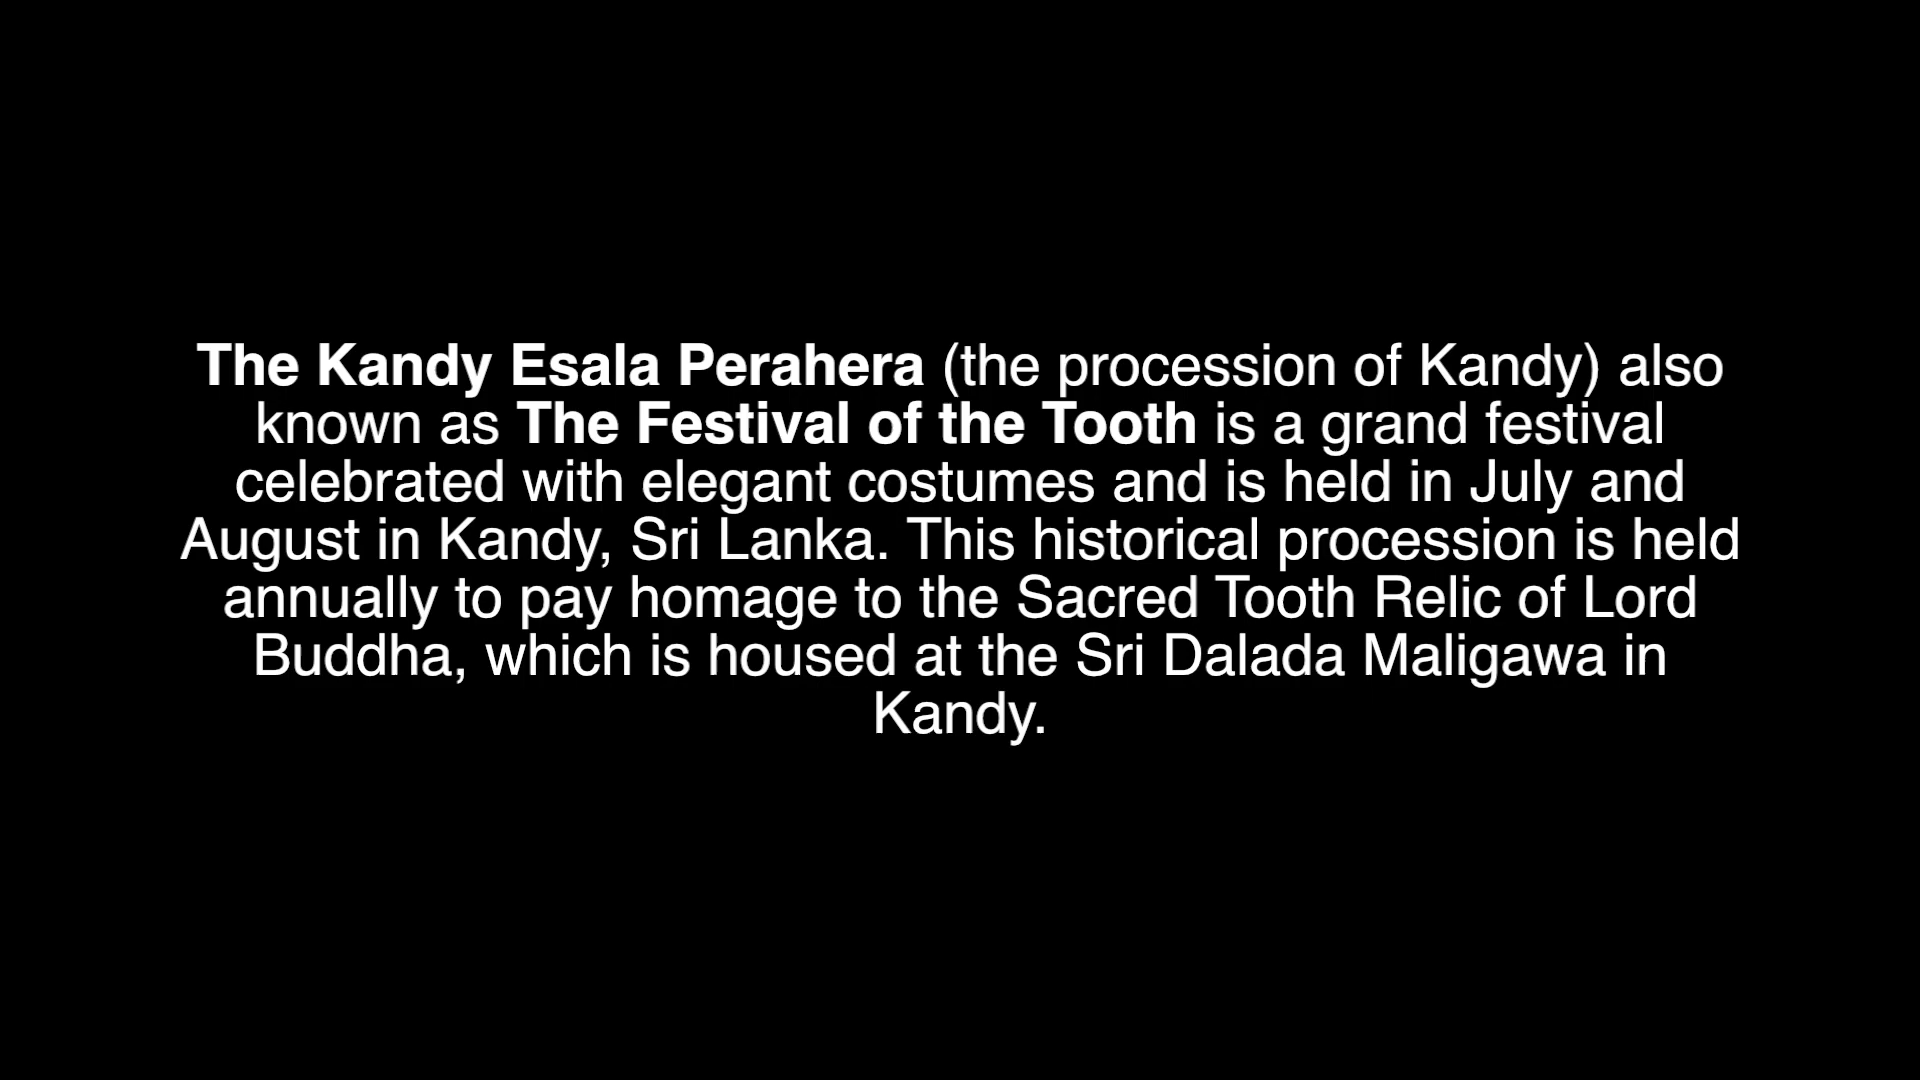 The Kandy Esala Perahera (the procession of Kandy) also
known as The Festival of the Tooth is a grand festival
celebrated with elegant costumes and is held in July and
August in Kandy, Sri Lanka. This historical procession is held
annually to pay homage to the Sacred Tooth Relic of Lord
Buddha, which is housed at the Sri Dalada Maligawa in
Kandy.